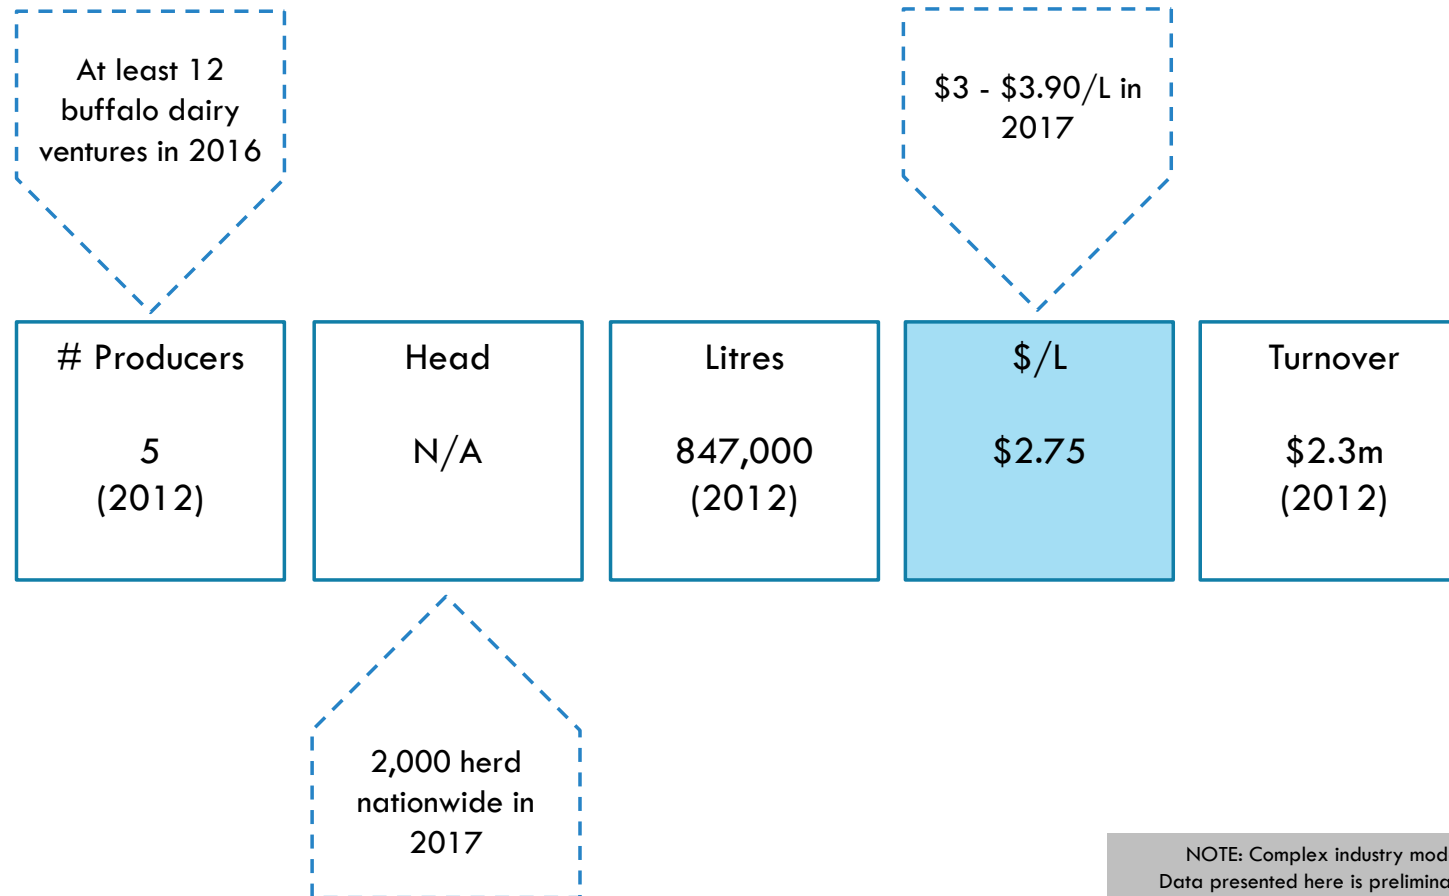 At least 12
buffalo dairy
ventures in 2016
$3 - $3.90/L in
2017
# Producers
5
(2012)
Head
N/A
Litres
847,000
(2012)
$/L
$2.75
Turnover
$2.3m
(2012)
2,000 herd
nationwide in
2017
NOTE: Complex industry
Data presented here is